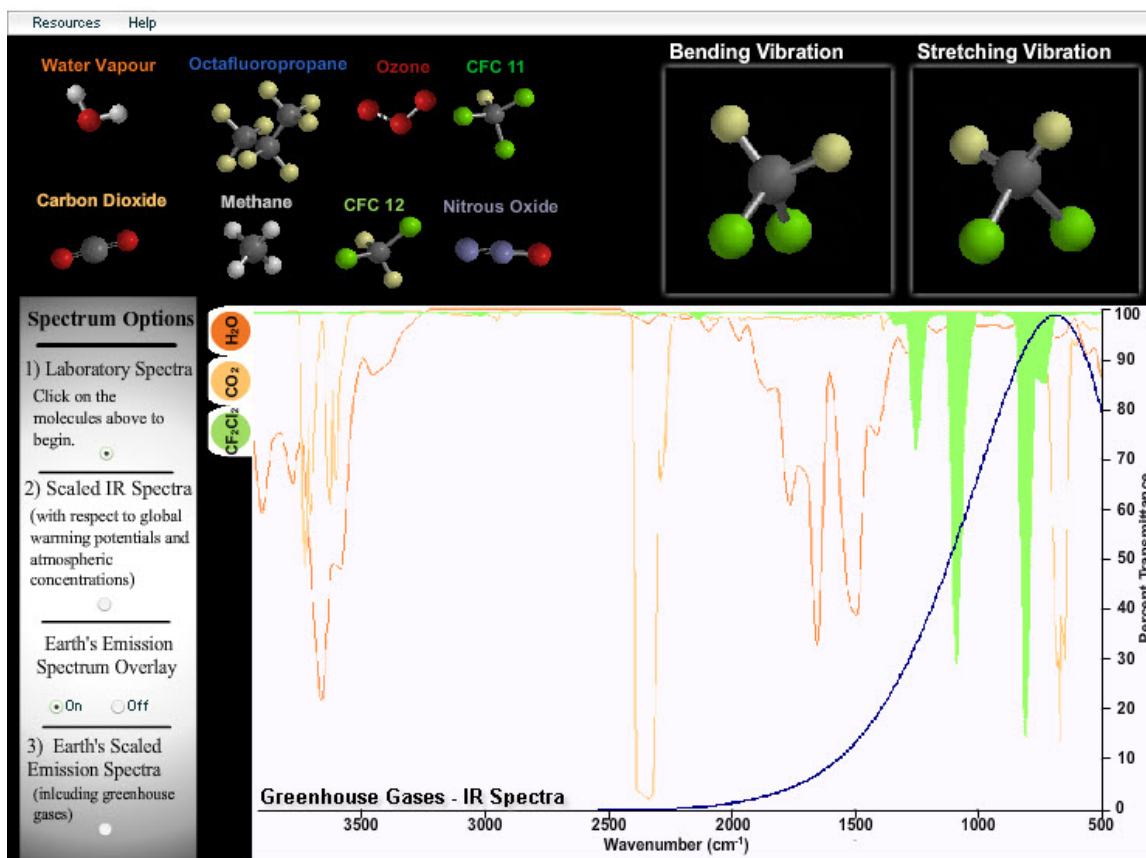 Resources Help
Water Vapour Octafluoropropane Ozone CFC 11
Bending Vibration Stretching Vibration
Carbon Dioxide Methane CFC 12 Nitrous Oxide
Spectrum Options
1) Laboratory Spectra
Click on the
molecules above to
begin.
2) Scaled IR Spectra
(with respect to global
warming potentials and
atmospheric
concentrations)
Earth's Emission
Spectrum Overlay
On Off
3) Earth's Scaled
Emission Spectra
(inlcuding greenhouse
gases)
H₂O
CO₂
CF₂Cl₂
100
90
80
70
60
50
40
30
20
10
0
Percent Transmittance
Greenhouse Gases - IR Spectra
3500 3000 2500 2000 1500 1000 500
Wavenumber (cm⁻¹)